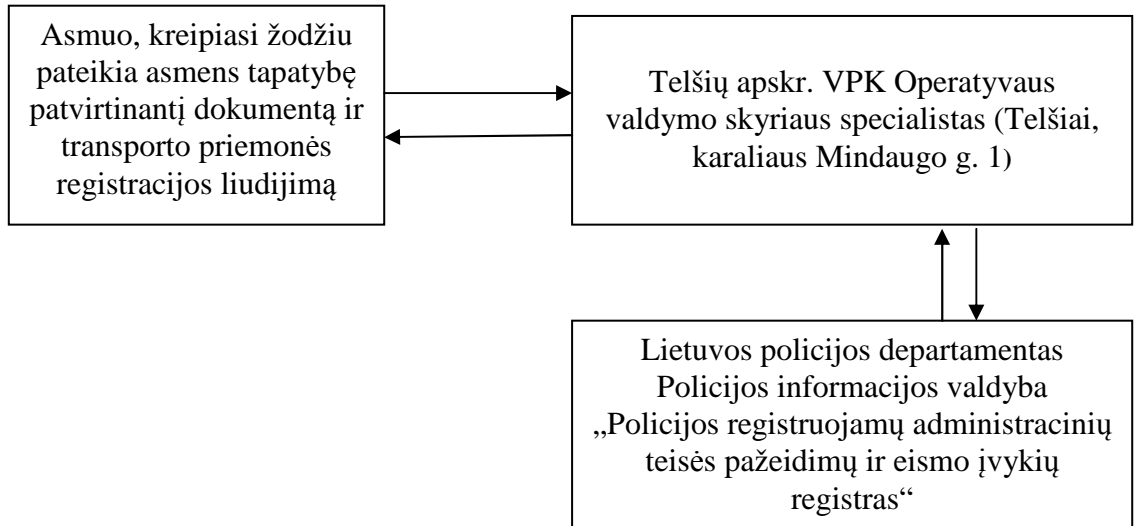 Asmuo, kreipiasi žodžiu
pateikia asmens tapatybę
patvirtinantį dokumentą ir
transporto priemonės
registracijos liudijimą
Telšių apskr. VPK Operatyvaus
valdymo skyriaus specialistas (Telšiai,
karaliaus Mindaugo g. 1)
Lietuvos policijos departamentas
Policijos informacijos valdyba
„Policijos registruojamų administracinių
teisės pažeidimų ir eismo įvykių
registras“